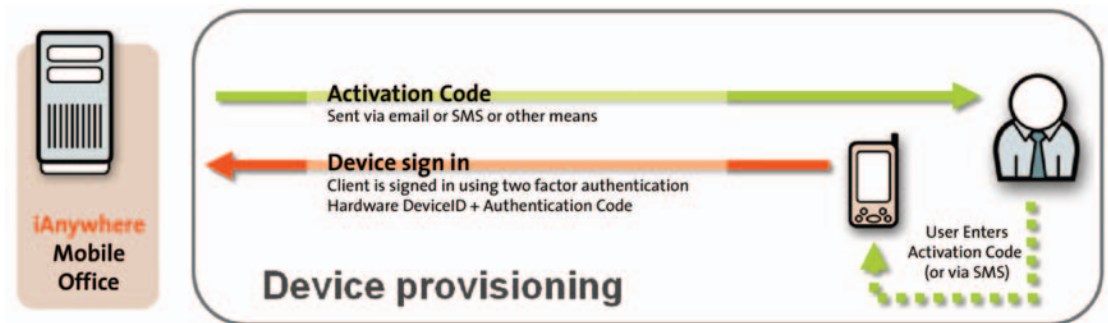 Activation Code
Sent via email or SMS or other means
Device sign in
Client is signed in using two factor authentication
Hardware DeviceID + Authentication Code
iAnywhere
Mobile
Office
User Enters
Activation Code
(or via SMS)
Device provisioning